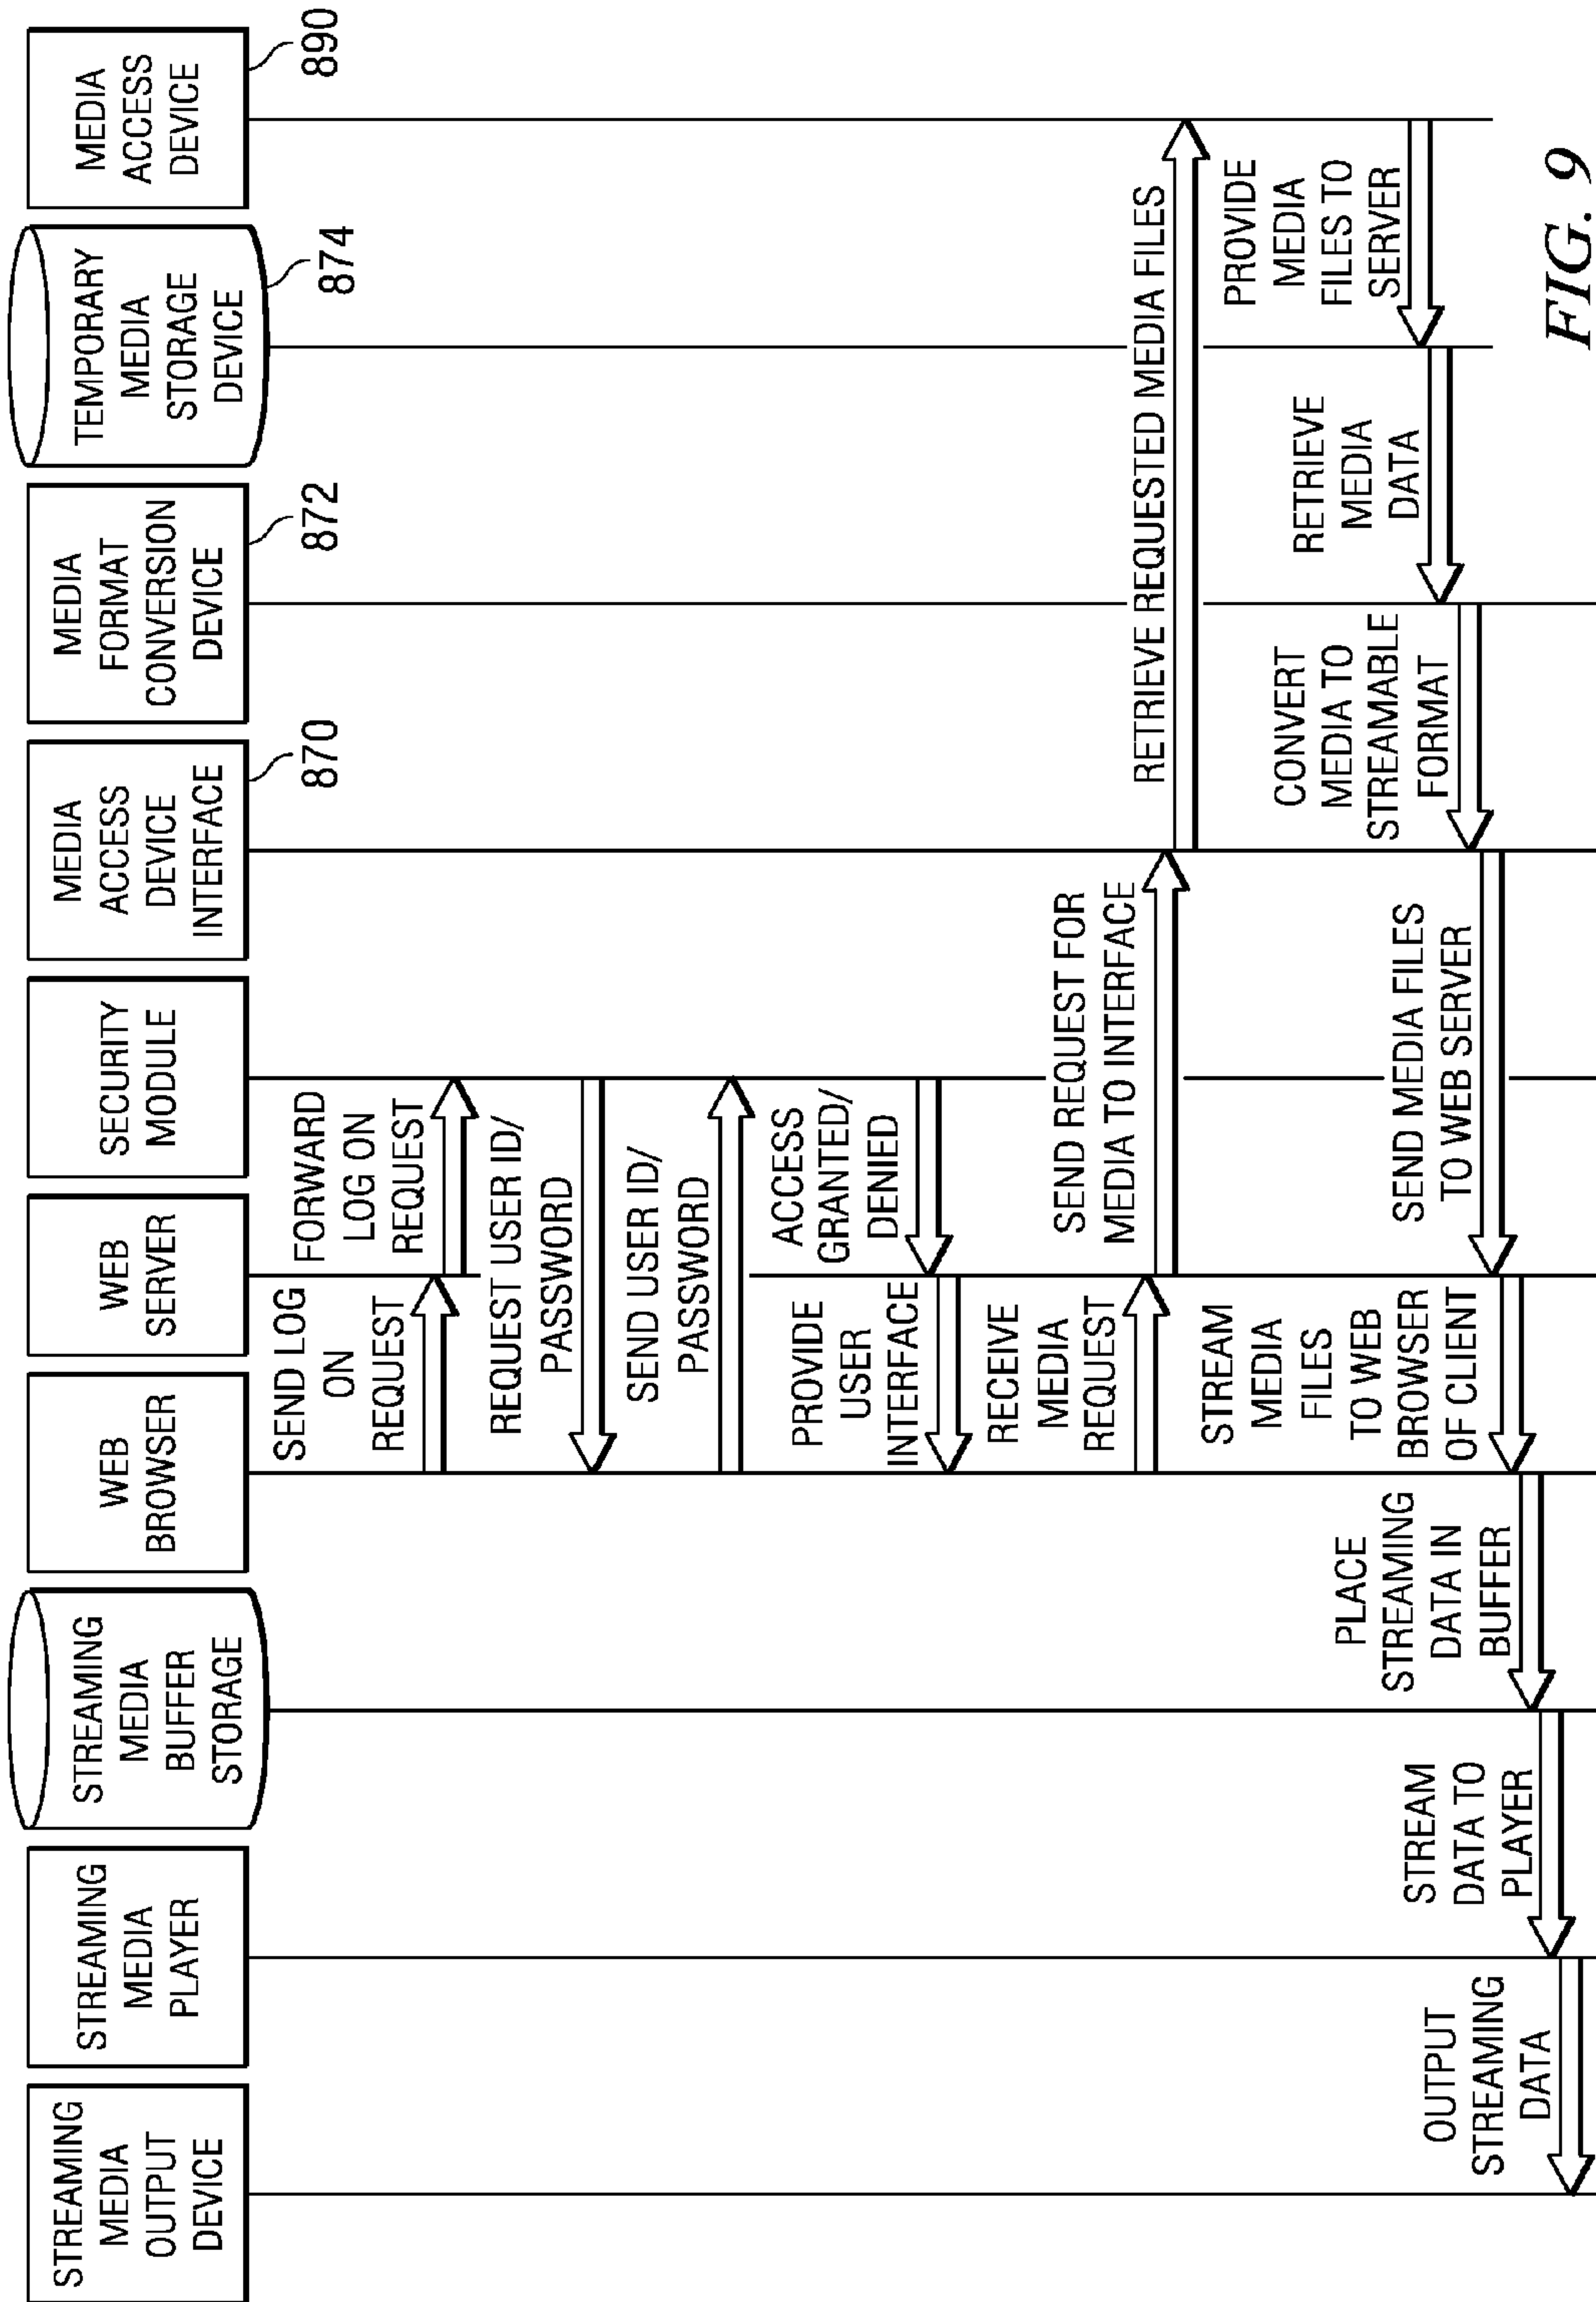 STREAMING
MEDIA
OUTPUT
DEVICE
STREAMING
MEDIA
PLAYER
STREAMING
MEDIA
BUFFER
STORAGE
WEB
BROWSER
WEB
SERVER
SECURITY
MODULE
MEDIA
ACCESS
DEVICE
INTERFACE
870
MEDIA
FORMAT
CONVERSION
DEVICE
872
TEMPORARY
MEDIA
STORAGE
DEVICE
874
MEDIA
ACCESS
DEVICE
890
SEND LOG
ON
REQUEST
FORWARD
LOG ON
REQUEST
REQUEST USER ID/
PASSWORD
SEND USER ID/
PASSWORD
ACCESS
GRANTED/
DENIED
PROVIDE
USER
INTERFACE
RECEIVE
MEDIA
REQUEST
SEND REQUEST FOR
MEDIA TO INTERFACE
RETRIEVE REQUESTED MEDIA FILES
PROVIDE
MEDIA
FILES TO
SERVER
RETRIEVE
MEDIA
DATA
CONVERT
MEDIA TO
STREAMABLE
FORMAT
SEND MEDIA FILES
TO WEB SERVER
STREAM
MEDIA
FILES
TO WEB
BROWSER
OF CLIENT
PLACE
STREAMING
DATA IN
BUFFER
STREAM
DATA TO
PLAYER
OUTPUT
STREAMING
DATA
FIG. 9